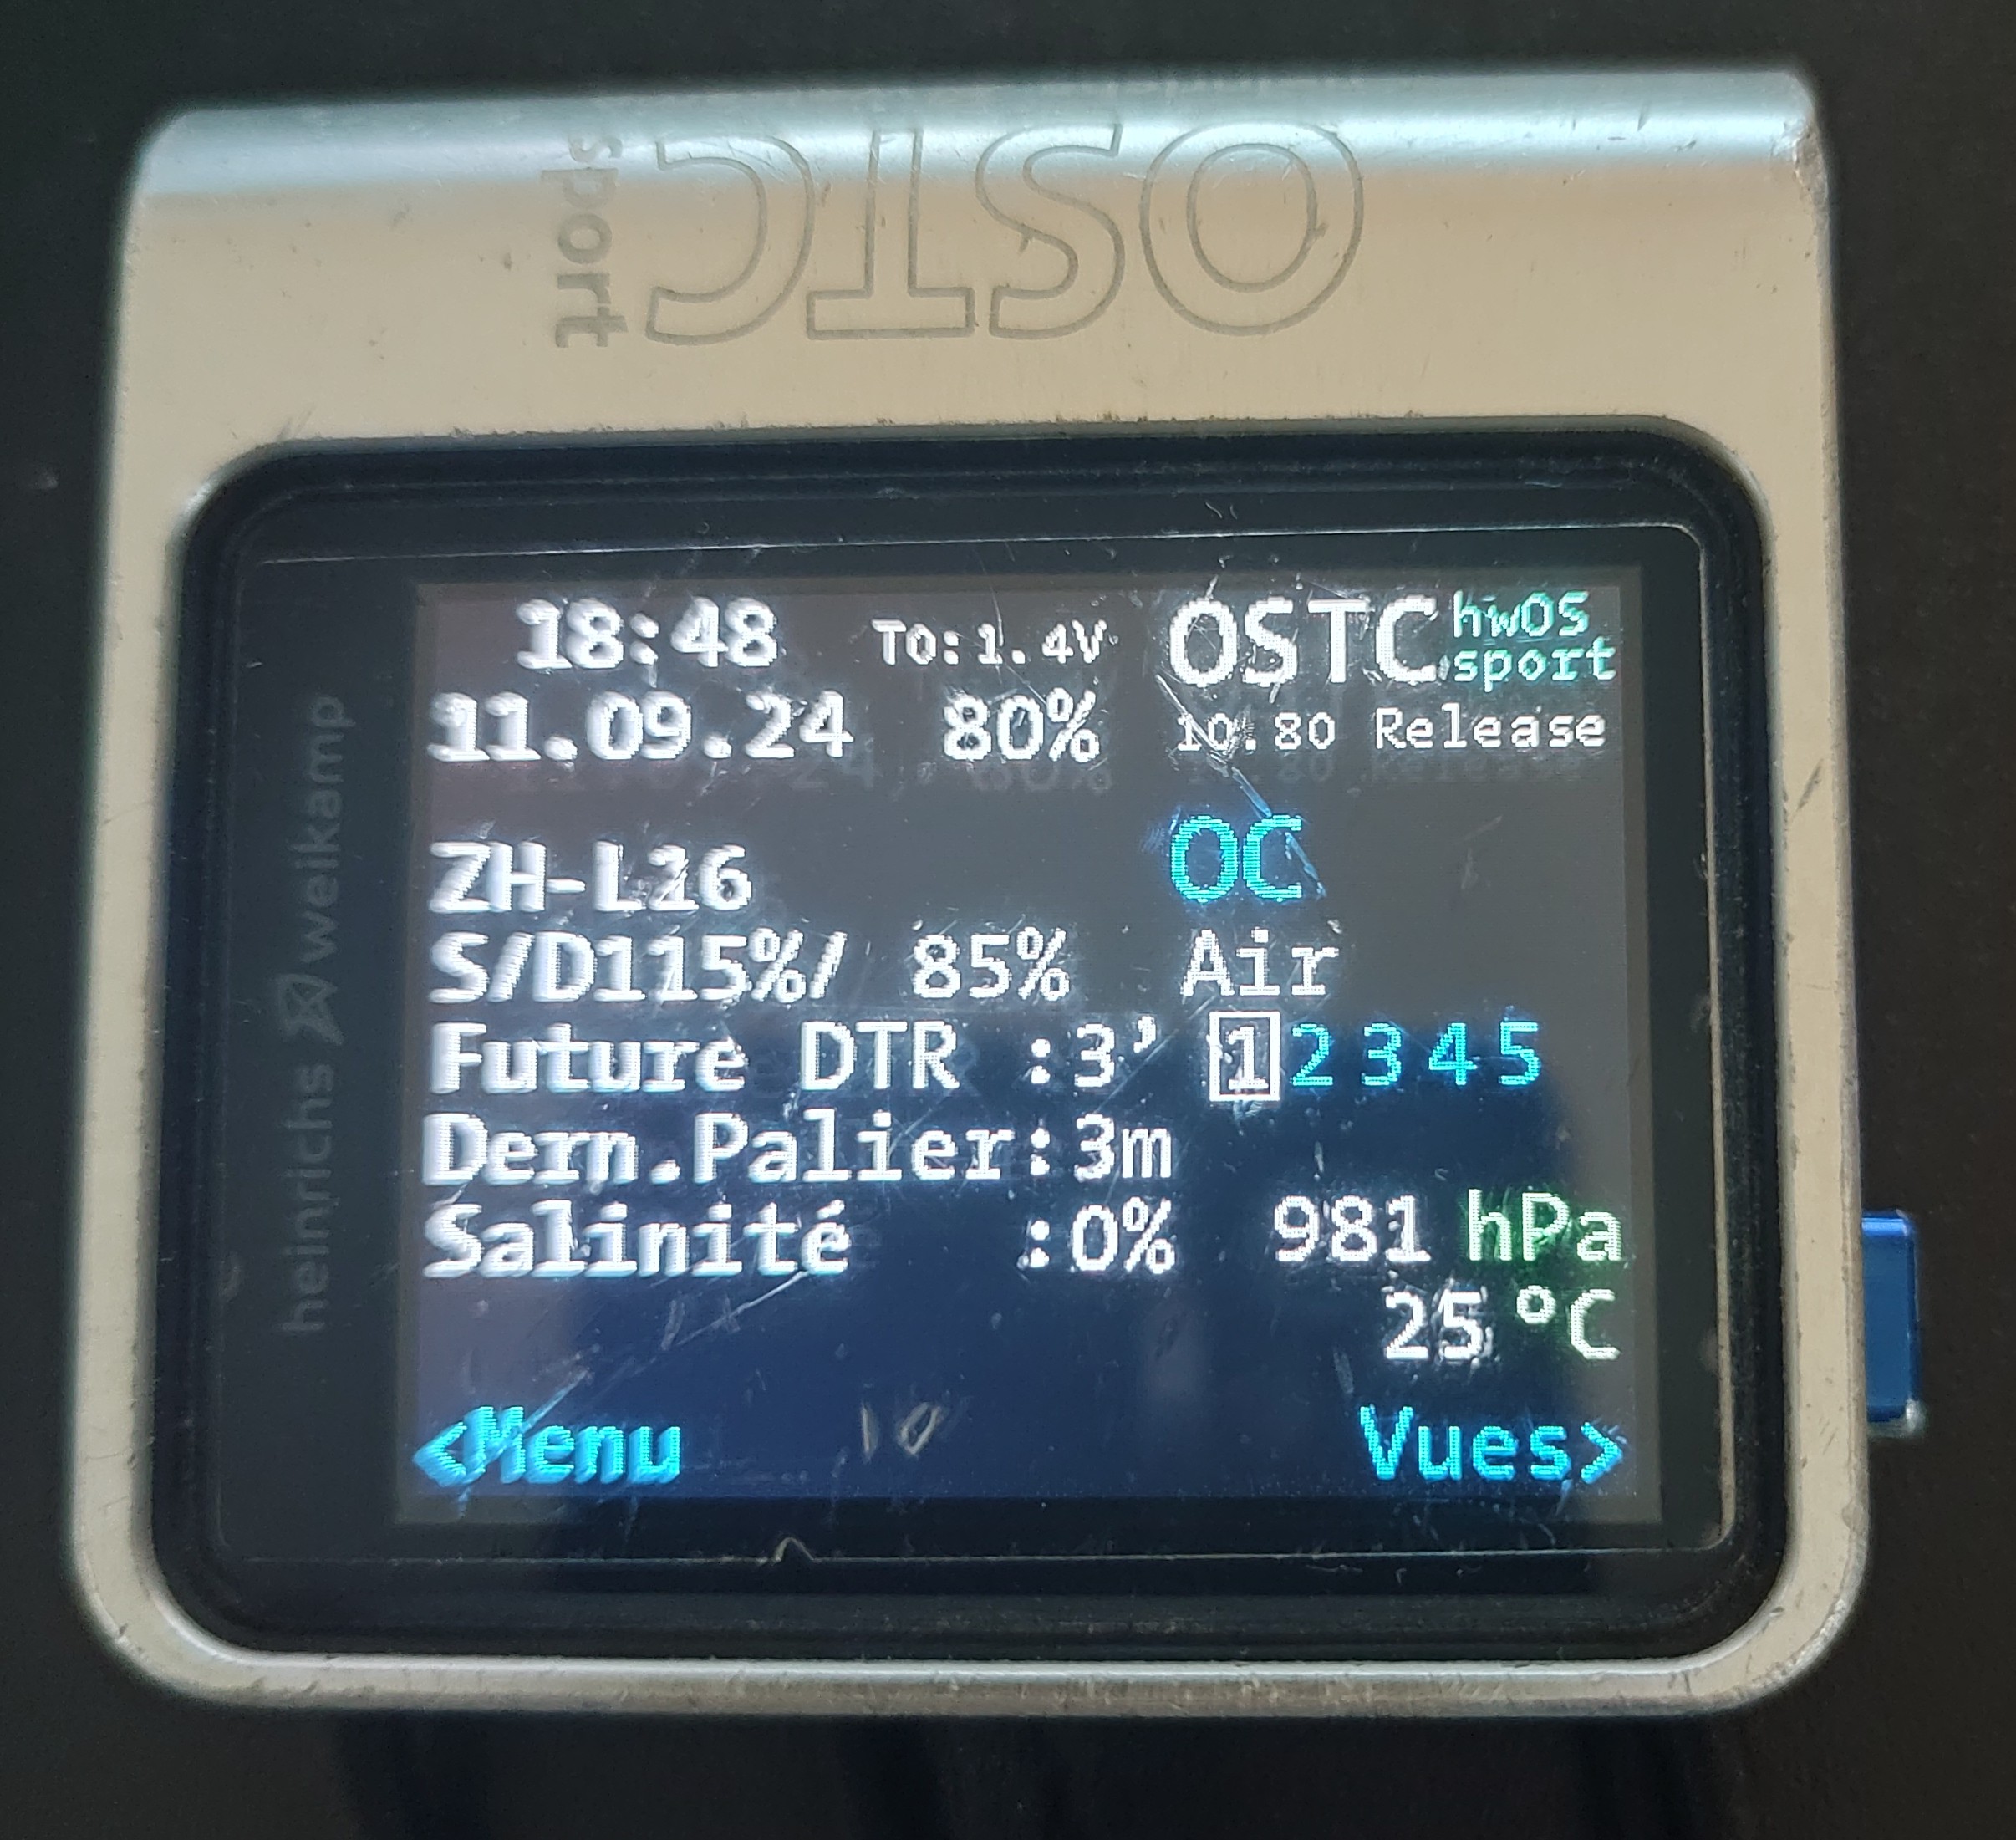 OSTC sport
heinrichs weikamp
18:48 T0:1.4V OSTC hwOS sport
11.09.24 80% 10.80 Release
OC
ZH-L16
S/D115%/ 85% Air
Future DTR :3’ 1 2 3 4 5
Dern.Palier:3m
Salinité :0% 981 hPa
25 °C
<Menu Vues>